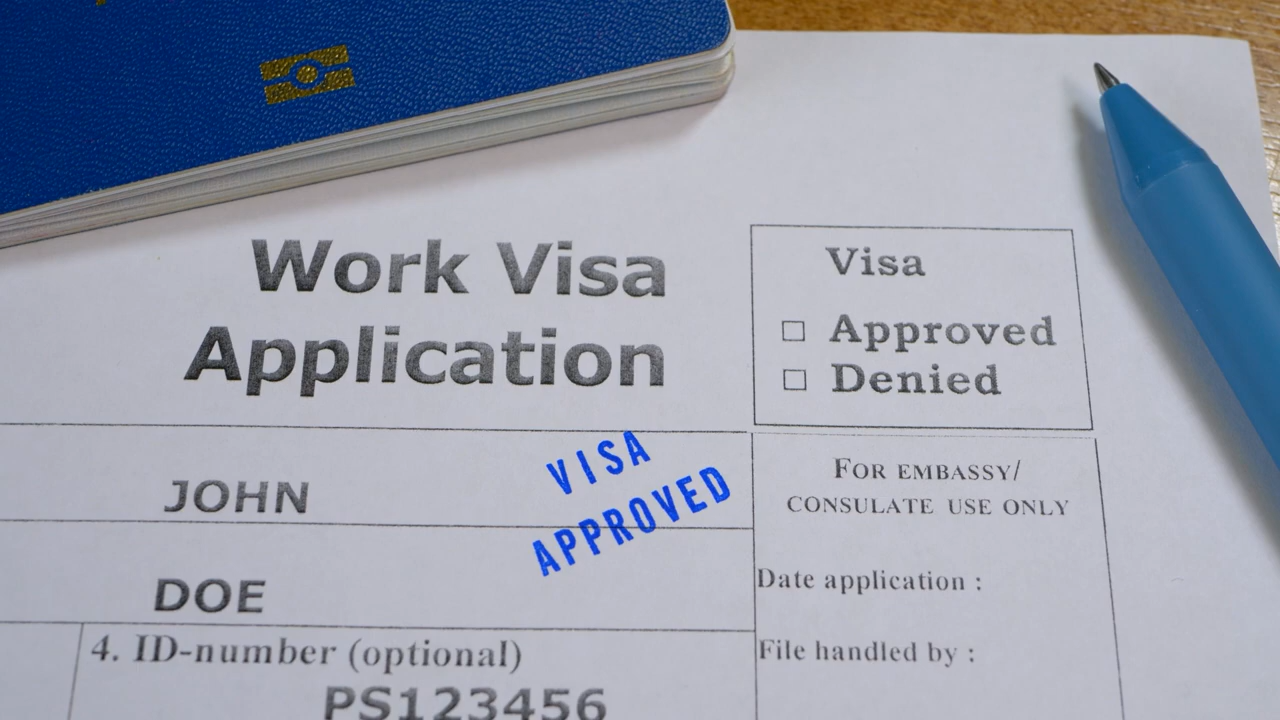 Work Visa
Application
Visa
☐ Approved
☐ Denied
JOHN
VISA
APPROVED
DOE
4. ID-number (optional)
PS123456
FOR EMBASSY/
CONSULATE USE ONLY
Date application :
File handled by :